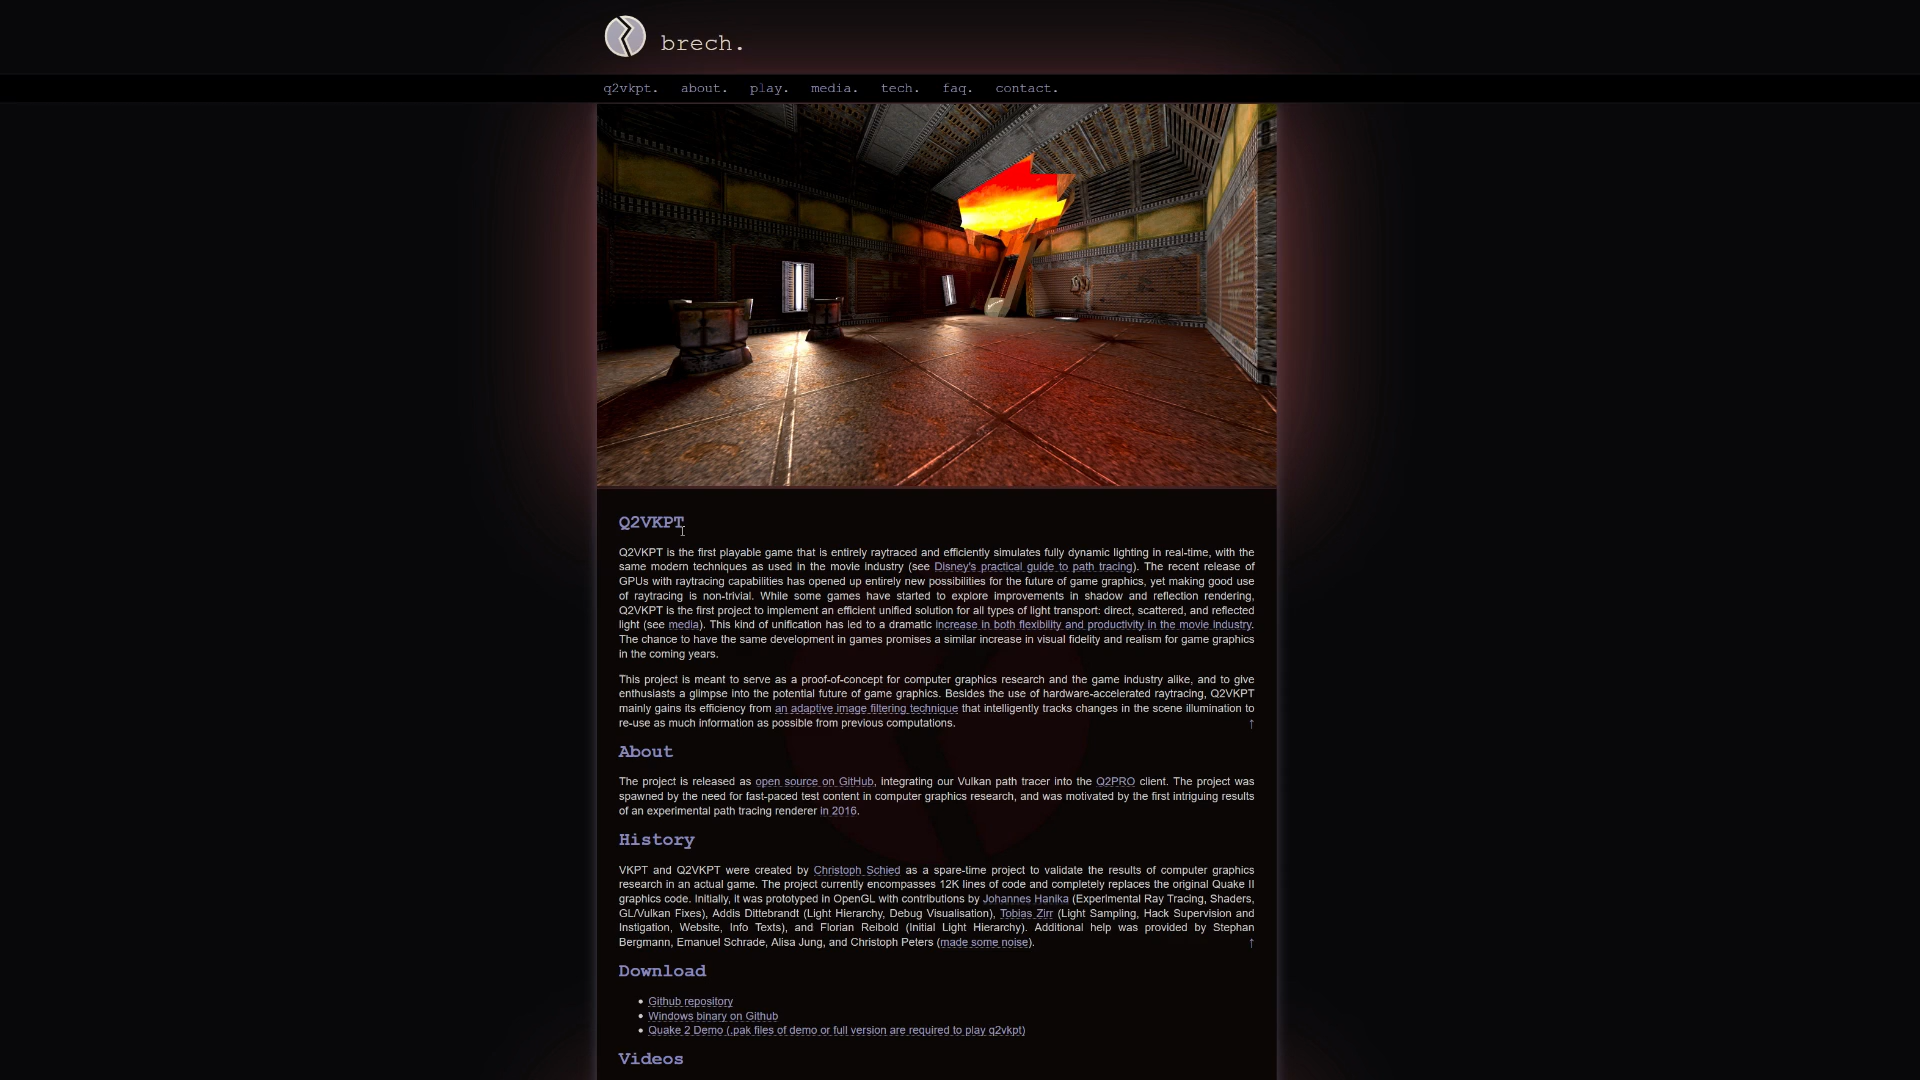 brech.
q2vkpt. about. play. media. tech. faq. contact.
Q2VKPT
Q2VKPT is the first playable game that is entirely raytraced and efficiently simulates fully dynamic lighting in real-time, with the
same modern techniques as used in the movie industry (see Disney's practical guide to path tracing). The recent release of
GPUs with raytracing capabilities has opened up entirely new possibilities for the future of game graphics, yet making good use
of raytracing is non-trivial. While some games have started to explore improvements in shadow and reflection rendering,
Q2VKPT is the first project to implement an efficient unified solution for all types of light transport: direct, scattered, and reflected
light (see media). This kind of unification has led to a dramatic increase in both flexibility and productivity in the movie industry.
The chance to have the same development in games promises a similar increase in visual fidelity and realism for game graphics
in the coming years.
This project is meant to serve as a proof-of-concept for computer graphics research and the game industry alike, and to give
enthusiasts a glimpse into the potential future of game graphics. Besides the use of hardware-accelerated raytracing, Q2VKPT
mainly gains its efficiency from an adaptive image filtering technique that intelligently tracks changes in the scene illumination to
re-use as much information as possible from previous computations. ↑
About
The project is released as open source on GitHub, integrating our Vulkan path tracer into the Q2PRO client. The project was
spawned by the need for fast-paced test content in computer graphics research, and was motivated by the first intriguing results
of an experimental path tracing renderer in 2016.
History
VKPT and Q2VKPT were created by Christoph Schied as a spare-time project to validate the results of computer graphics
research in an actual game. The project currently encompasses 12K lines of code and completely replaces the original Quake II
graphics code. Initially, it was prototyped in OpenGL with contributions by Johannes Hanika (Experimental Ray Tracing, Shaders,
GL/Vulkan Fixes), Addis Dittebrandt (Light Hierarchy, Debug Visualisation), Tobias Zirr (Light Sampling, Hack Supervision and
Instigation, Website, Info Texts), and Florian Reibold (Initial Light Hierarchy). Additional help was provided by Stephan
Bergmann, Emanuel Schrade, Alisa Jung, and Christoph Peters (made some noise). ↑
Download
• Github repository
• Windows binary on Github
• Quake 2 Demo (.pak files of demo or full version are required to play q2vkpt)
Videos